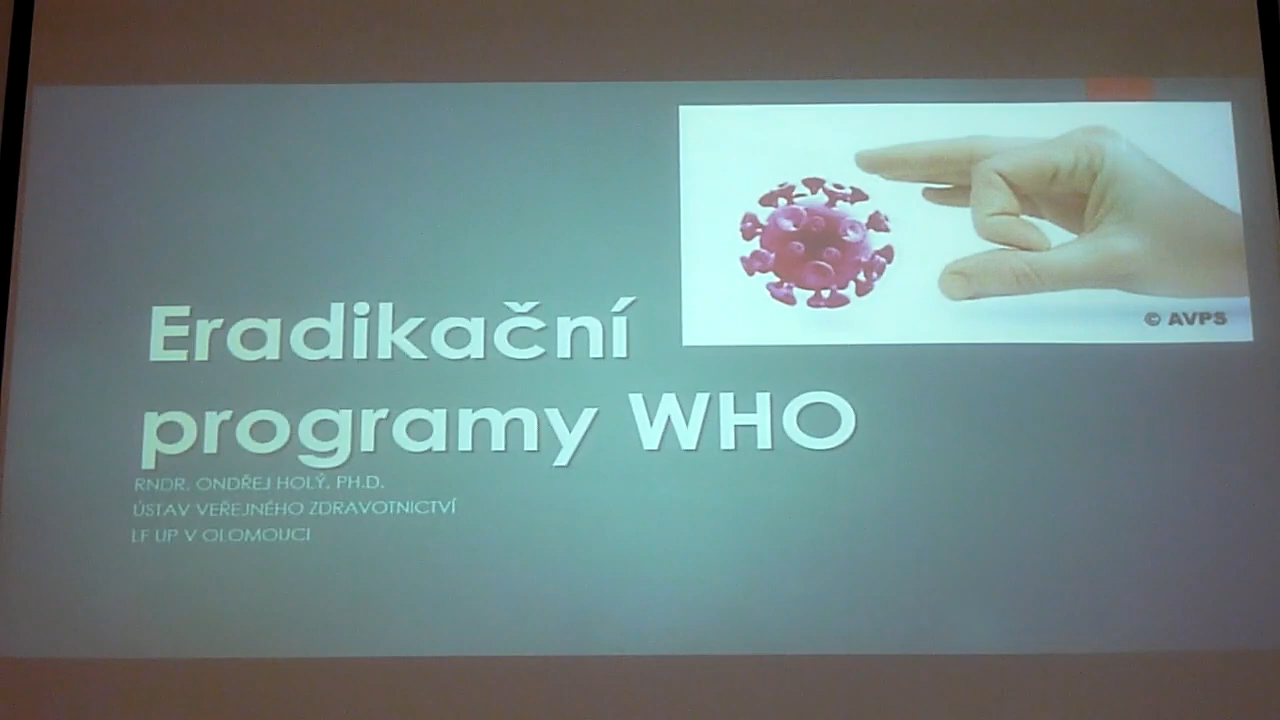 © AVPS
Eradikační
programy WHO
RNDR. ONDŘEJ HOLÝ, PH.D.
ÚSTAV VEŘEJNÉHO ZDRAVOTNICTVÍ
LF UP V OLOMOUCI